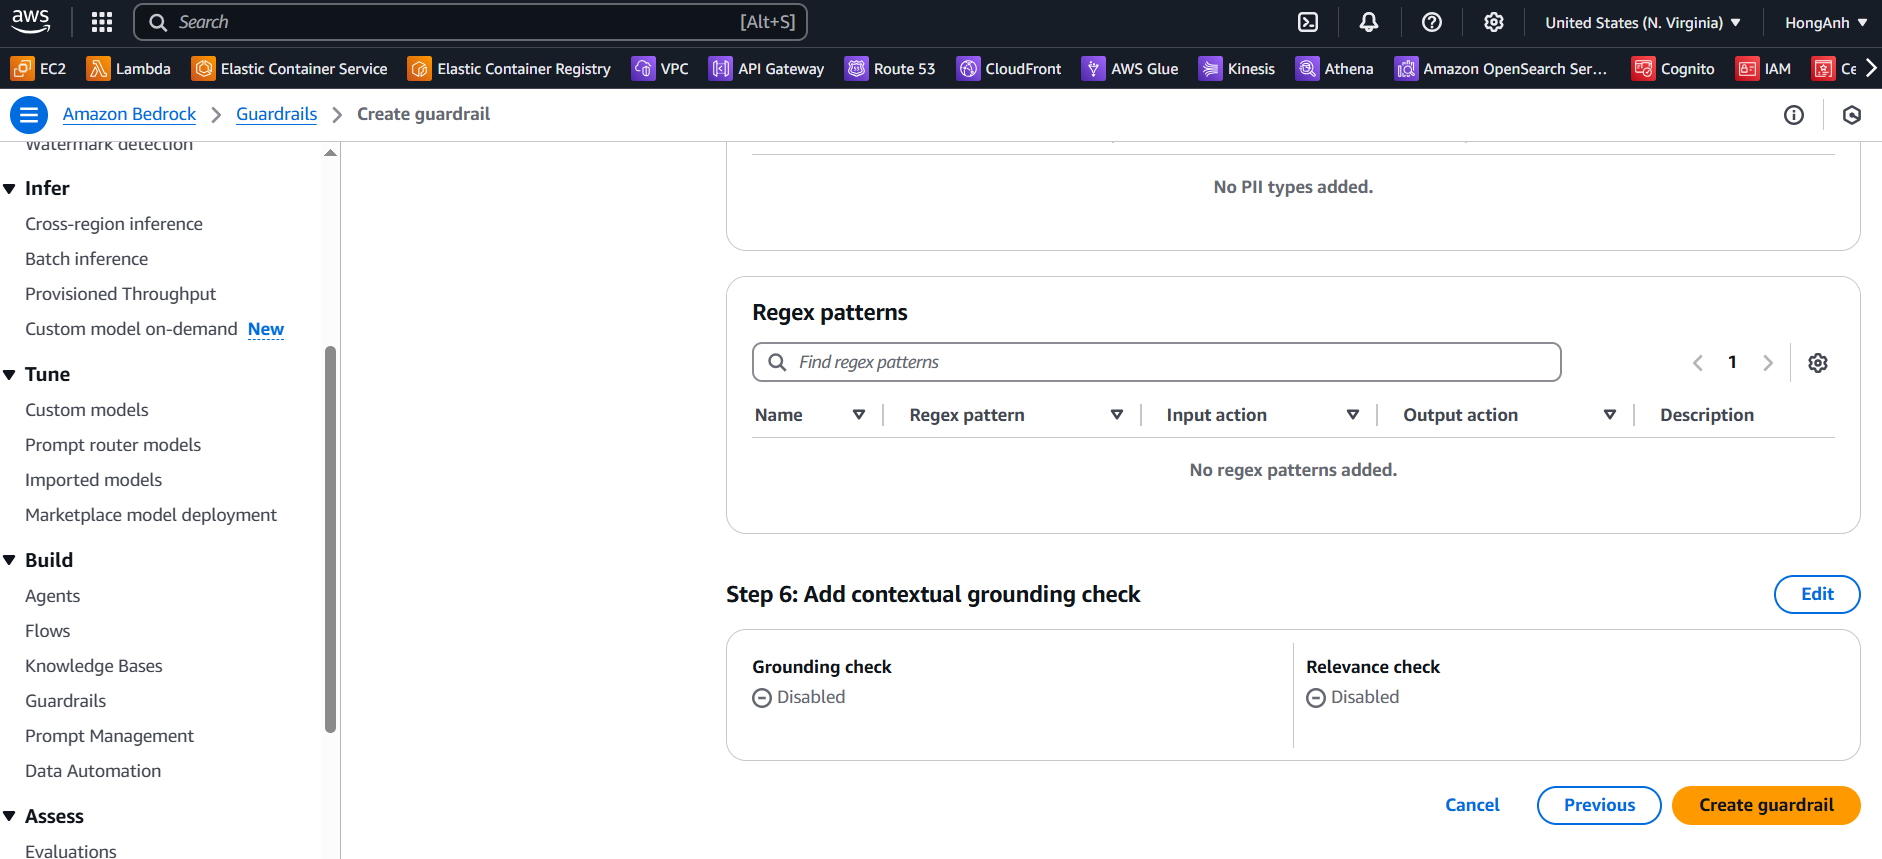 aws
Search [Alt+S]
United States (N. Virginia)
HongAnh
EC2 Lambda Elastic Container Service Elastic Container Registry VPC API Gateway Route 53 CloudFront AWS Glue Kinesis Athena Amazon OpenSearch Ser... Cognito IAM Ce
Amazon Bedrock
Guardrails
Create guardrail
Watermark detection
Infer
Cross-region inference
Batch inference
Provisioned Throughput
Custom model on-demand New
Tune
Custom models
Prompt router models
Imported models
Marketplace model deployment
Build
Agents
Flows
Knowledge Bases
Guardrails
Prompt Management
Data Automation
Assess
Evaluations
No PII types added.
Regex patterns
Find regex patterns
1
Name Regex pattern Input action Output action Description
No regex patterns added.
Step 6: Add contextual grounding check
Edit
Grounding check
Disabled
Relevance check
Disabled
Cancel Previous Create guardrail